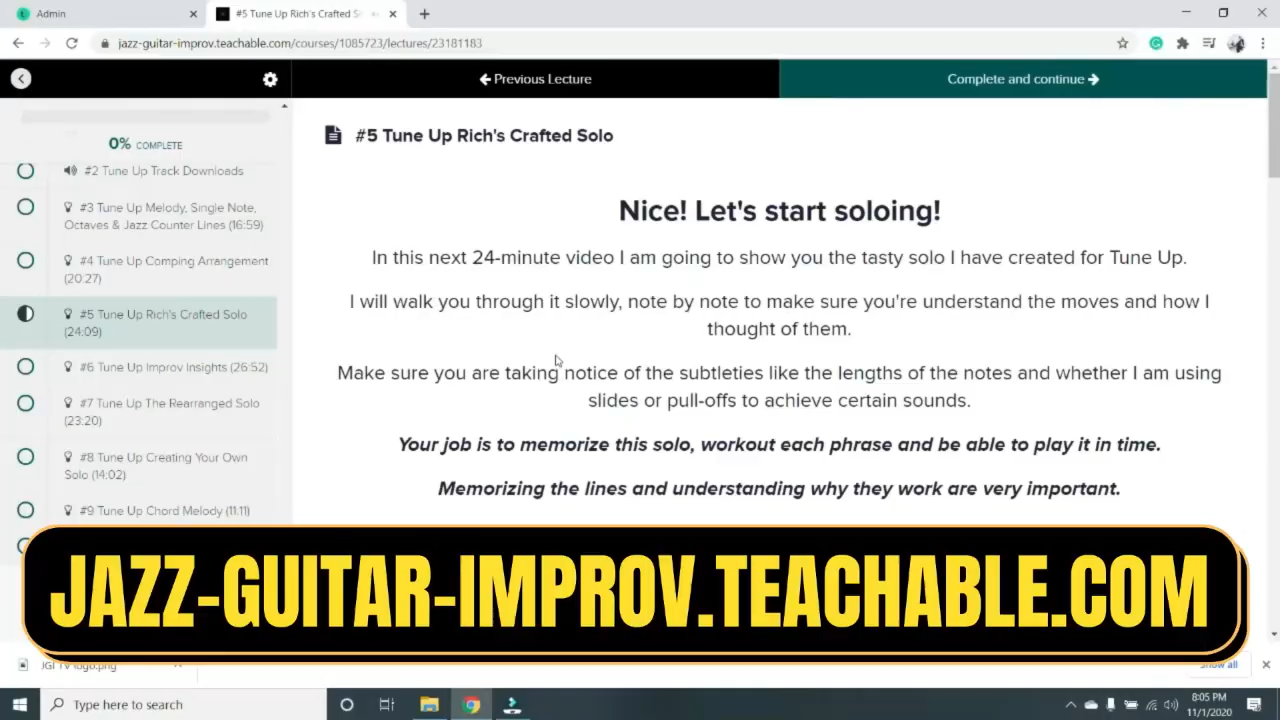 Admin
#5 Tune Up Rich's Crafted S
jazz-guitar-improv.teachable.com/courses/1085723/lectures/23181183
Previous Lecture
Complete and continue
0% COMPLETE
#2 Tune Up Track Downloads
#3 Tune Up Melody, Single Note,
Octaves & Jazz Counter Lines (16:59)
#4 Tune Up Comping Arrangement
(20:27)
#5 Tune Up Rich's Crafted Solo
(24:09)
#6 Tune Up Improv Insights (26:52)
#7 Tune Up The Rearranged Solo
(23:20)
#8 Tune Up Creating Your Own
Solo (14:02)
#9 Tune Up Chord Melody (11:11)
#5 Tune Up Rich's Crafted Solo
Nice! Let's start soloing!
In this next 24-minute video I am going to show you the tasty solo I have created for Tune Up.
I will walk you through it slowly, note by note to make sure you're understand the moves and how I
thought of them.
Make sure you are taking notice of the subtleties like the lengths of the notes and whether I am using
slides or pull-offs to achieve certain sounds.
Your job is to memorize this solo, workout each phrase and be able to play it in time.
Memorizing the lines and understanding why they work are very important.
JAZZ-GUITAR-IMPROV.TEACHABLE.COM
JGI TV logo.png
Show all
Type here to search
8:05 PM
11/1/2020